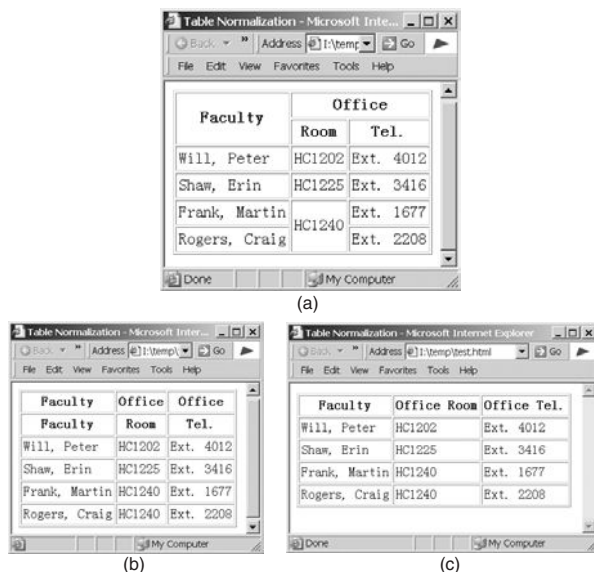 Table Normalization - Microsoft Inte...
Back » Address I:\temp Go
File Edit View Favorites Tools Help
Faculty Office
Room Tel.
Will, Peter HC1202 Ext. 4012
Shaw, Erin HC1225 Ext. 3416
Frank, Martin HC1240 Ext. 1677
Rogers, Craig Ext. 2208
Done My Computer
(a)
Table Normalization - Microsoft Inter...
Back » Address I:\temp\ Go
File Edit View Favorites Tools Help
Faculty Office Office
Faculty Room Tel.
Will, Peter HC1202 Ext. 4012
Shaw, Erin HC1225 Ext. 3416
Frank, Martin HC1240 Ext. 1677
Rogers, Craig HC1240 Ext. 2208
My Computer
(b)
Table Normalization - Microsoft Internet Explorer
Back » Address I:\temp\test.html Go
File Edit View Favorites Tools Help
Faculty Office Room Office Tel.
Will, Peter HC1202 Ext. 4012
Shaw, Erin HC1225 Ext. 3416
Frank, Martin HC1240 Ext. 1677
Rogers, Craig HC1240 Ext. 2208
Done My Computer
(c)